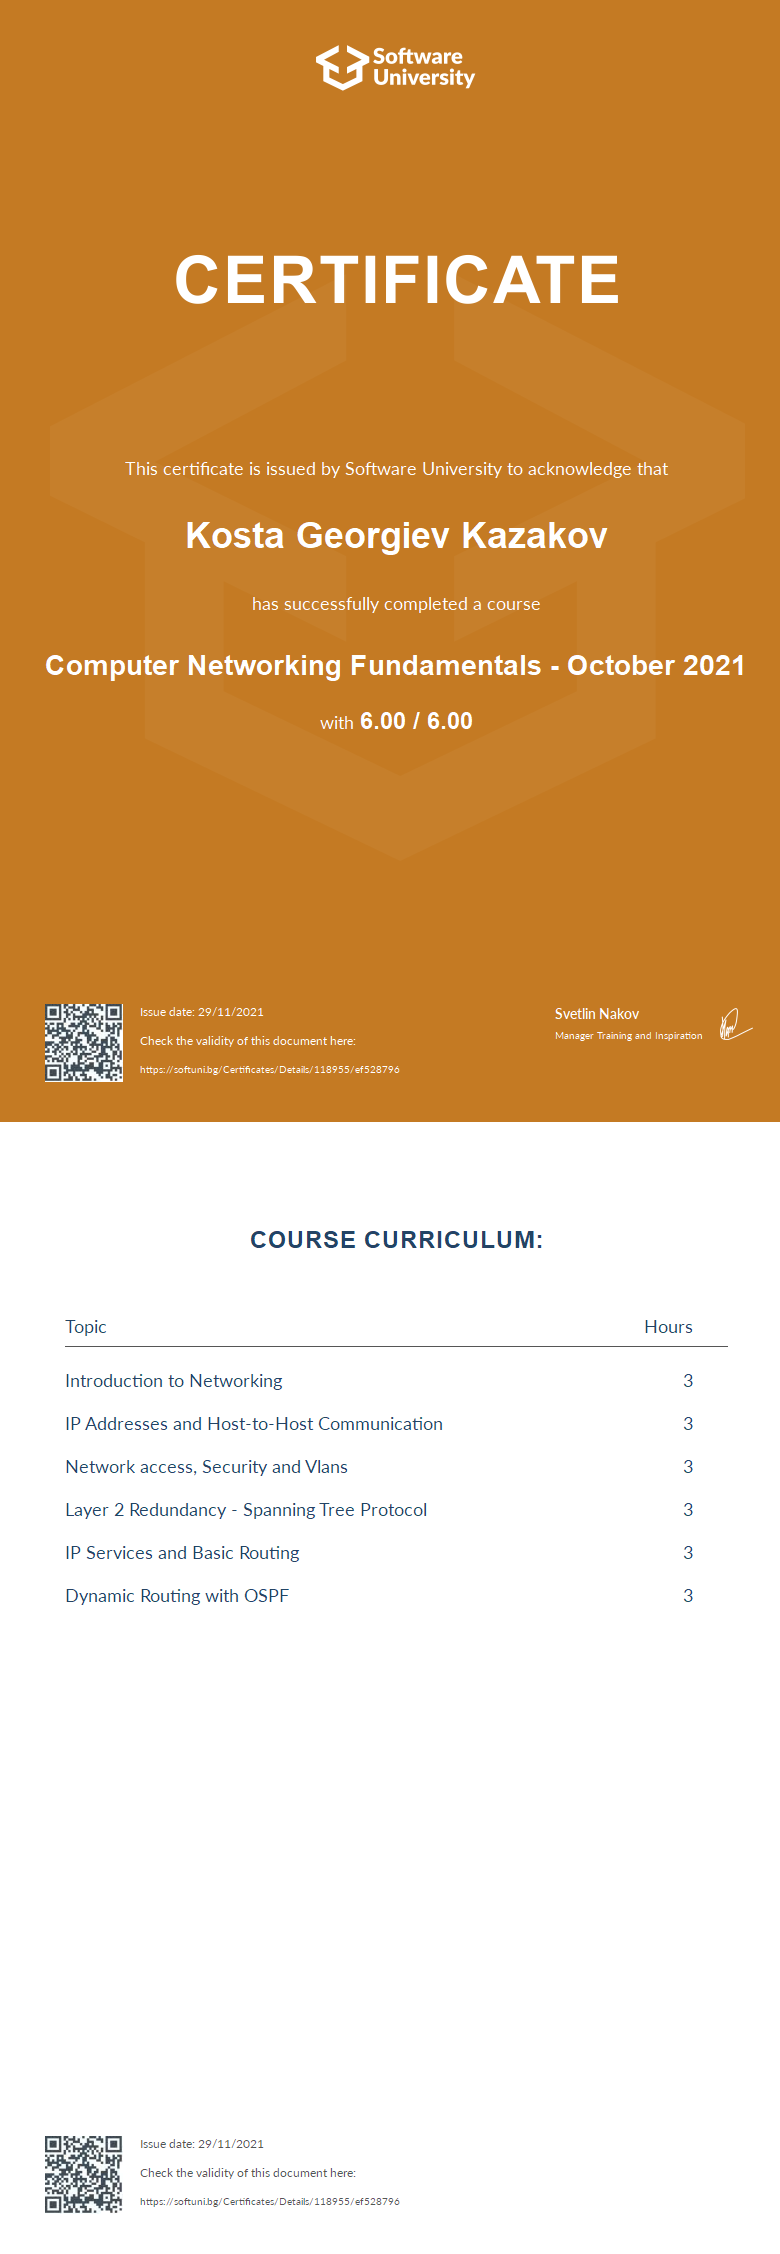 Software
University
CERTIFICATE
This certificate is issued by Software University to acknowledge that
Kosta Georgiev Kazakov
has successfully completed a course
Computer Networking Fundamentals - October 2021
with 6.00 / 6.00
Issue date: 29/11/2021
Check the validity of this document here:
https://softuni.bg/Certificates/Details/118955/ef528796
Svetlin Nakov
Manager Training and Inspiration
COURSE CURRICULUM:
Topic Hours
Introduction to Networking 3
IP Addresses and Host-to-Host Communication 3
Network access, Security and Vlans 3
Layer 2 Redundancy - Spanning Tree Protocol 3
IP Services and Basic Routing 3
Dynamic Routing with OSPF 3
Issue date: 29/11/2021
Check the validity of this document here:
https://softuni.bg/Certificates/Details/118955/ef528796